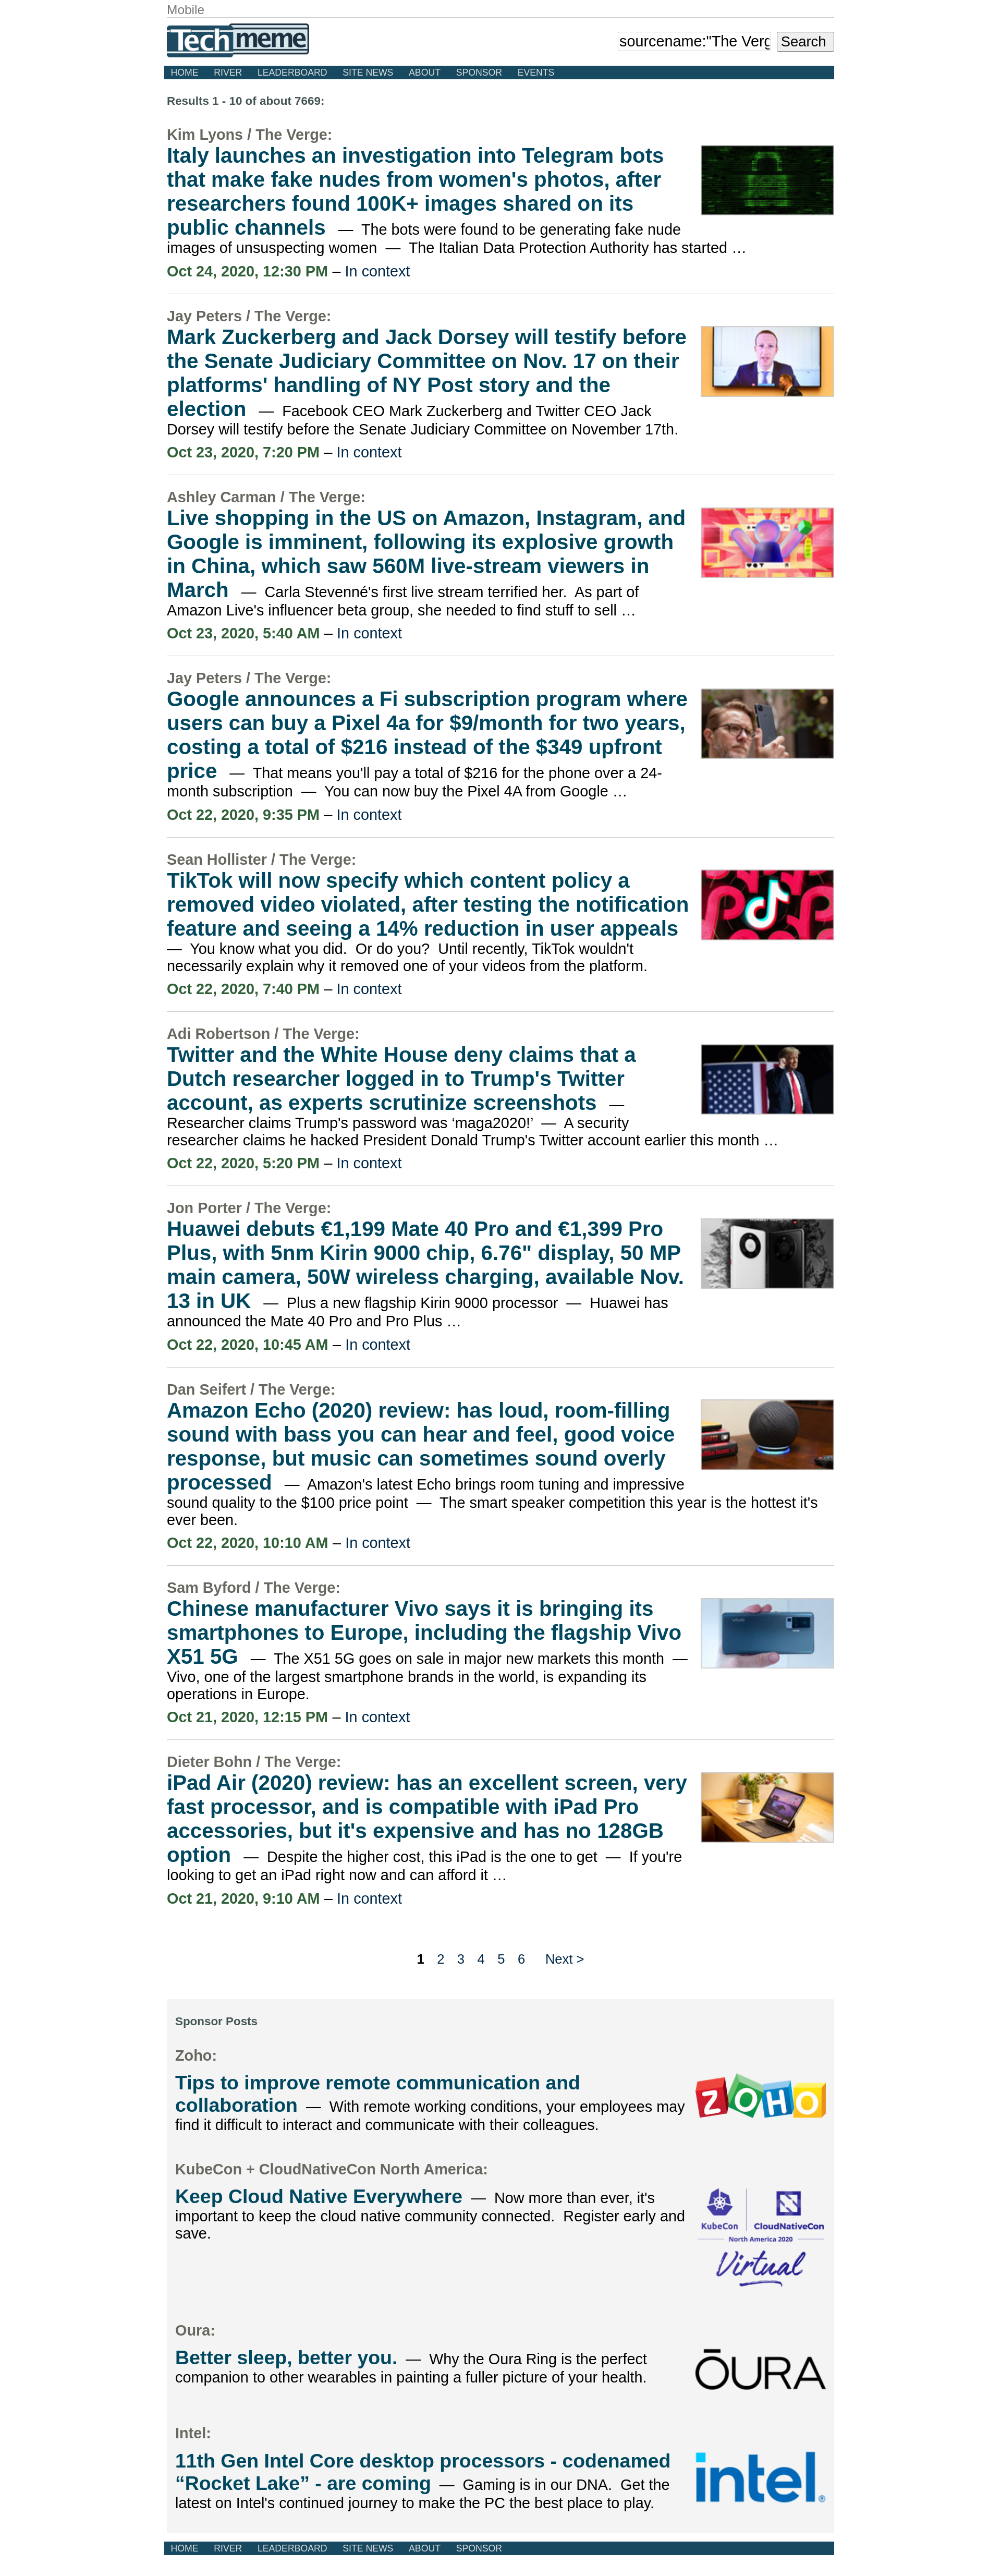 Mobile
Techmeme
sourcename:"The Verg
Search
HOME RIVER LEADERBOARD SITE NEWS ABOUT SPONSOR EVENTS
Results 1 - 10 of about 7669:
Kim Lyons / The Verge:
Italy launches an investigation into Telegram bots
that make fake nudes from women's photos, after
researchers found 100K+ images shared on its
public channels — The bots were found to be generating fake nude
images of unsuspecting women — The Italian Data Protection Authority has started …
Oct 24, 2020, 12:30 PM – In context
Jay Peters / The Verge:
Mark Zuckerberg and Jack Dorsey will testify before
the Senate Judiciary Committee on Nov. 17 on their
platforms' handling of NY Post story and the
election — Facebook CEO Mark Zuckerberg and Twitter CEO Jack
Dorsey will testify before the Senate Judiciary Committee on November 17th.
Oct 23, 2020, 7:20 PM – In context
Ashley Carman / The Verge:
Live shopping in the US on Amazon, Instagram, and
Google is imminent, following its explosive growth
in China, which saw 560M live-stream viewers in
March — Carla Stevenné's first live stream terrified her. As part of
Amazon Live's influencer beta group, she needed to find stuff to sell …
Oct 23, 2020, 5:40 AM – In context
Jay Peters / The Verge:
Google announces a Fi subscription program where
users can buy a Pixel 4a for $9/month for two years,
costing a total of $216 instead of the $349 upfront
price — That means you'll pay a total of $216 for the phone over a 24-
month subscription — You can now buy the Pixel 4A from Google …
Oct 22, 2020, 9:35 PM – In context
Sean Hollister / The Verge:
TikTok will now specify which content policy a
removed video violated, after testing the notification
feature and seeing a 14% reduction in user appeals
— You know what you did. Or do you? Until recently, TikTok wouldn't
necessarily explain why it removed one of your videos from the platform.
Oct 22, 2020, 7:40 PM – In context
Adi Robertson / The Verge:
Twitter and the White House deny claims that a
Dutch researcher logged in to Trump's Twitter
account, as experts scrutinize screenshots —
Researcher claims Trump's password was ‘maga2020!’ — A security
researcher claims he hacked President Donald Trump's Twitter account earlier this month …
Oct 22, 2020, 5:20 PM – In context
Jon Porter / The Verge:
Huawei debuts €1,199 Mate 40 Pro and €1,399 Pro
Plus, with 5nm Kirin 9000 chip, 6.76" display, 50 MP
main camera, 50W wireless charging, available Nov.
13 in UK — Plus a new flagship Kirin 9000 processor — Huawei has
announced the Mate 40 Pro and Pro Plus …
Oct 22, 2020, 10:45 AM – In context
Dan Seifert / The Verge:
Amazon Echo (2020) review: has loud, room-filling
sound with bass you can hear and feel, good voice
response, but music can sometimes sound overly
processed — Amazon's latest Echo brings room tuning and impressive
sound quality to the $100 price point — The smart speaker competition this year is the hottest it's
ever been.
Oct 22, 2020, 10:10 AM – In context
Sam Byford / The Verge:
Chinese manufacturer Vivo says it is bringing its
smartphones to Europe, including the flagship Vivo
X51 5G — The X51 5G goes on sale in major new markets this month —
Vivo, one of the largest smartphone brands in the world, is expanding its
operations in Europe.
Oct 21, 2020, 12:15 PM – In context
Dieter Bohn / The Verge:
iPad Air (2020) review: has an excellent screen, very
fast processor, and is compatible with iPad Pro
accessories, but it's expensive and has no 128GB
option — Despite the higher cost, this iPad is the one to get — If you're
looking to get an iPad right now and can afford it …
Oct 21, 2020, 9:10 AM – In context
1 2 3 4 5 6 Next >
Sponsor Posts
Zoho:
Tips to improve remote communication and
collaboration — With remote working conditions, your employees may
find it difficult to interact and communicate with their colleagues.
ZOHO
KubeCon + CloudNativeCon North America:
Keep Cloud Native Everywhere — Now more than ever, it's
important to keep the cloud native community connected. Register early and
save.
KubeCon CloudNativeCon
North America 2020
Virtual
Oura:
Better sleep, better you. — Why the Oura Ring is the perfect
companion to other wearables in painting a fuller picture of your health.
ŌURA
Intel:
11th Gen Intel Core desktop processors - codenamed
“Rocket Lake” - are coming — Gaming is in our DNA. Get the
latest on Intel's continued journey to make the PC the best place to play.
intel®
HOME RIVER LEADERBOARD SITE NEWS ABOUT SPONSOR